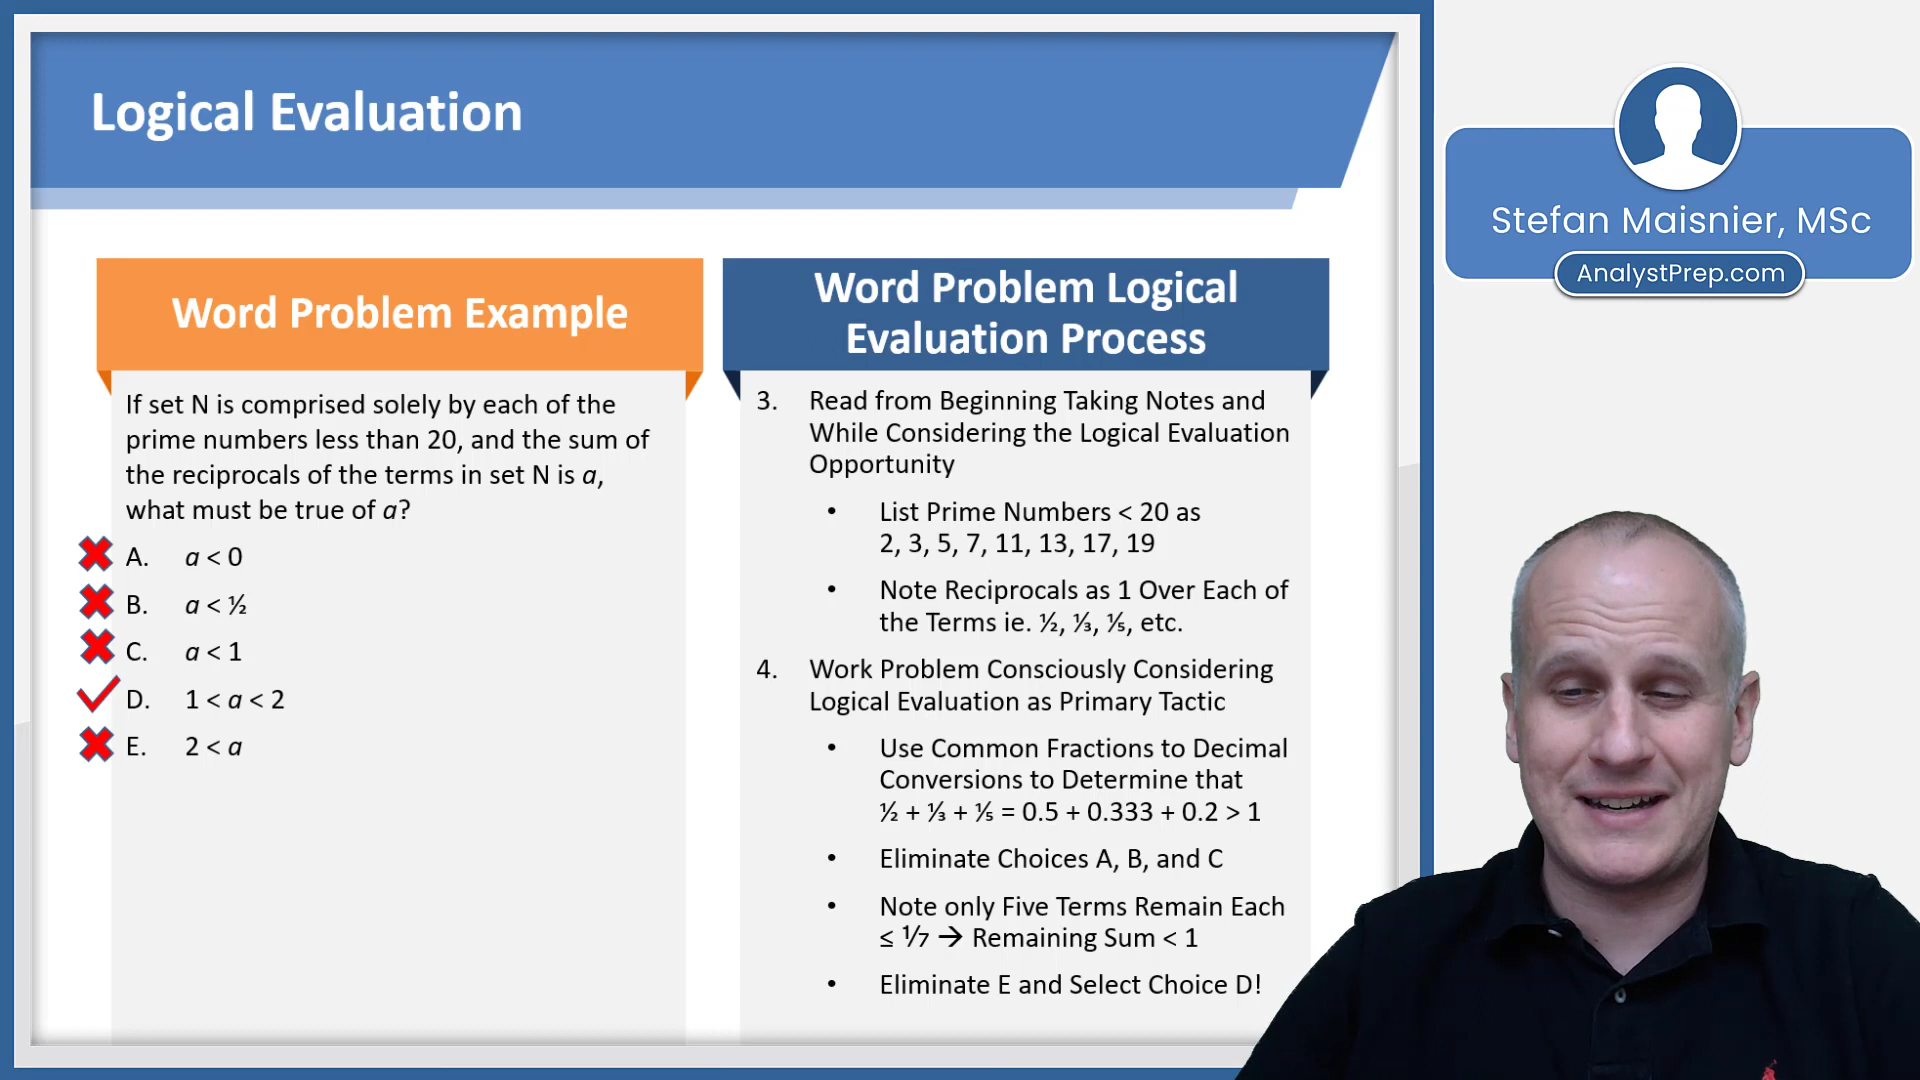 Logical Evaluation
Word Problem Example
If set N is comprised solely by each of the
prime numbers less than 20, and the sum of
the reciprocals of the terms in set N is a,
what must be true of a?
A. a < 0
B. a < ½
C. a < 1
D. 1 < a < 2
E. 2 < a
Word Problem Logical
Evaluation Process
3. Read from Beginning Taking Notes and
While Considering the Logical Evaluation
Opportunity
• List Prime Numbers < 20 as
2, 3, 5, 7, 11, 13, 17, 19
• Note Reciprocals as 1 Over Each of
the Terms ie. ½, ⅓, ⅕, etc.
4. Work Problem Consciously Considering
Logical Evaluation as Primary Tactic
• Use Common Fractions to Decimal
Conversions to Determine that
½ + ⅓ + ⅕ = 0.5 + 0.333 + 0.2 > 1
• Eliminate Choices A, B, and C
• Note only Five Terms Remain Each
≤ ⅐ → Remaining Sum < 1
• Eliminate E and Select Choice D!
Stefan Maisnier, MSc
AnalystPrep.com